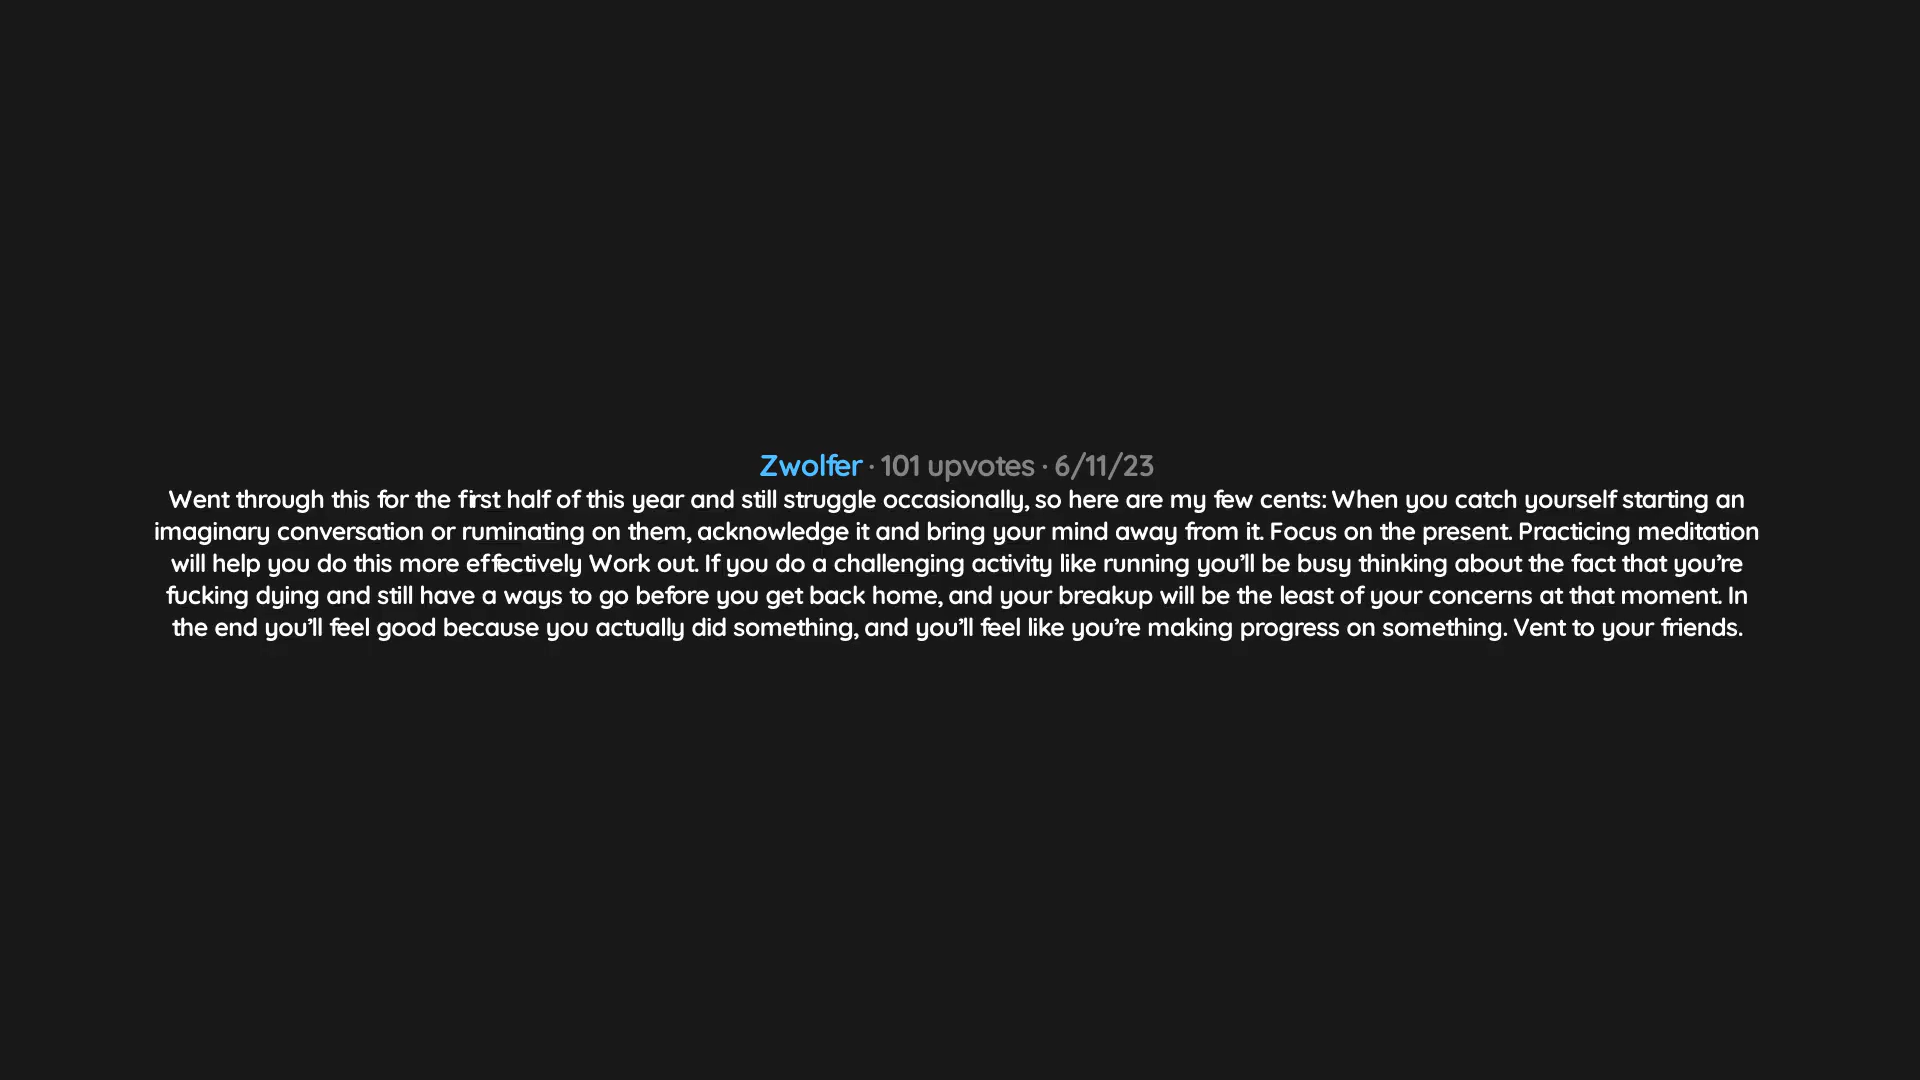 Zwolfer · 101 upvotes · 6/11/23
Went through this for the first half of this year and still struggle occasionally, so here are my few cents: When you catch yourself starting an
imaginary conversation or ruminating on them, acknowledge it and bring your mind away from it. Focus on the present. Practicing meditation
will help you do this more effectively Work out. If you do a challenging activity like running you’ll be busy thinking about the fact that you’re
fucking dying and still have a ways to go before you get back home, and your breakup will be the least of your concerns at that moment. In
the end you’ll feel good because you actually did something, and you’ll feel like you’re making progress on something. Vent to your friends.